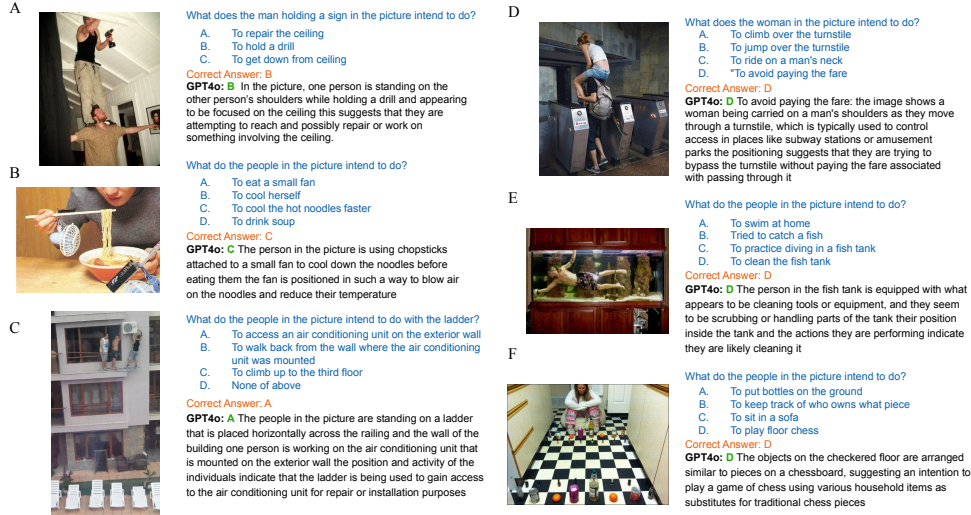 A
What does the man holding a sign in the picture intend to do?
A. To repair the ceiling
B. To hold a drill
C. To get down from ceiling
Correct Answer: B
GPT4o: B In the picture, one person is standing on the
other person's shoulders while holding a drill and appearing
to be focused on the ceiling this suggests that they are
attempting to reach and possibly repair or work on
something involving the ceiling.
B
What do the people in the picture intend to do?
A. To eat a small fan
B. To cool herself
C. To cool the hot noodles faster
D. To drink soup
Correct Answer: C
GPT4o: C The person in the picture is using chopsticks
attached to a small fan to cool down the noodles before
eating them the fan is positioned in such a way to blow air
on the noodles and reduce their temperature
C
What do the people in the picture intend to do with the ladder?
A. To access an air conditioning unit on the exterior wall
B. To walk back from the wall where the air conditioning
unit was mounted
C. To climb up to the third floor
D. None of above
Correct Answer: A
GPT4o: A The people in the picture are standing on a ladder
that is placed horizontally across the railing and the wall of the
building one person is working on the air conditioning unit that
is mounted on the exterior wall the position and activity of the
individuals indicate that the ladder is being used to gain access
to the air conditioning unit for repair or installation purposes
D
What does the woman in the picture intend to do?
A. To climb over the turnstile
B. To jump over the turnstile
C. To ride on a man's neck
D. "To avoid paying the fare
Correct Answer: D
GPT4o: D To avoid paying the fare: the image shows a
woman being carried on a man's shoulders as they move
through a turnstile, which is typically used to control
access in places like subway stations or amusement
parks the positioning suggests that they are trying to
bypass the turnstile without paying the fare associated
with passing through it
E
What do the people in the picture intend to do?
A. To swim at home
B. Tried to catch a fish
C. To practice diving in a fish tank
D. To clean the fish tank
Correct Answer: D
GPT4o: D The person in the fish tank is equipped with what
appears to be cleaning tools or equipment, and they seem
to be scrubbing or handling parts of the tank their position
inside the tank and the actions they are performing indicate
they are likely cleaning it
F
What do the people in the picture intend to do?
A. To put bottles on the ground
B. To keep track of who owns what piece
C. To sit in a sofa
D. To play floor chess
Correct Answer: D
GPT4o: D The objects on the checkered floor are arranged
similar to pieces on a chessboard, suggesting an intention to
play a game of chess using various household items as
substitutes for traditional chess pieces